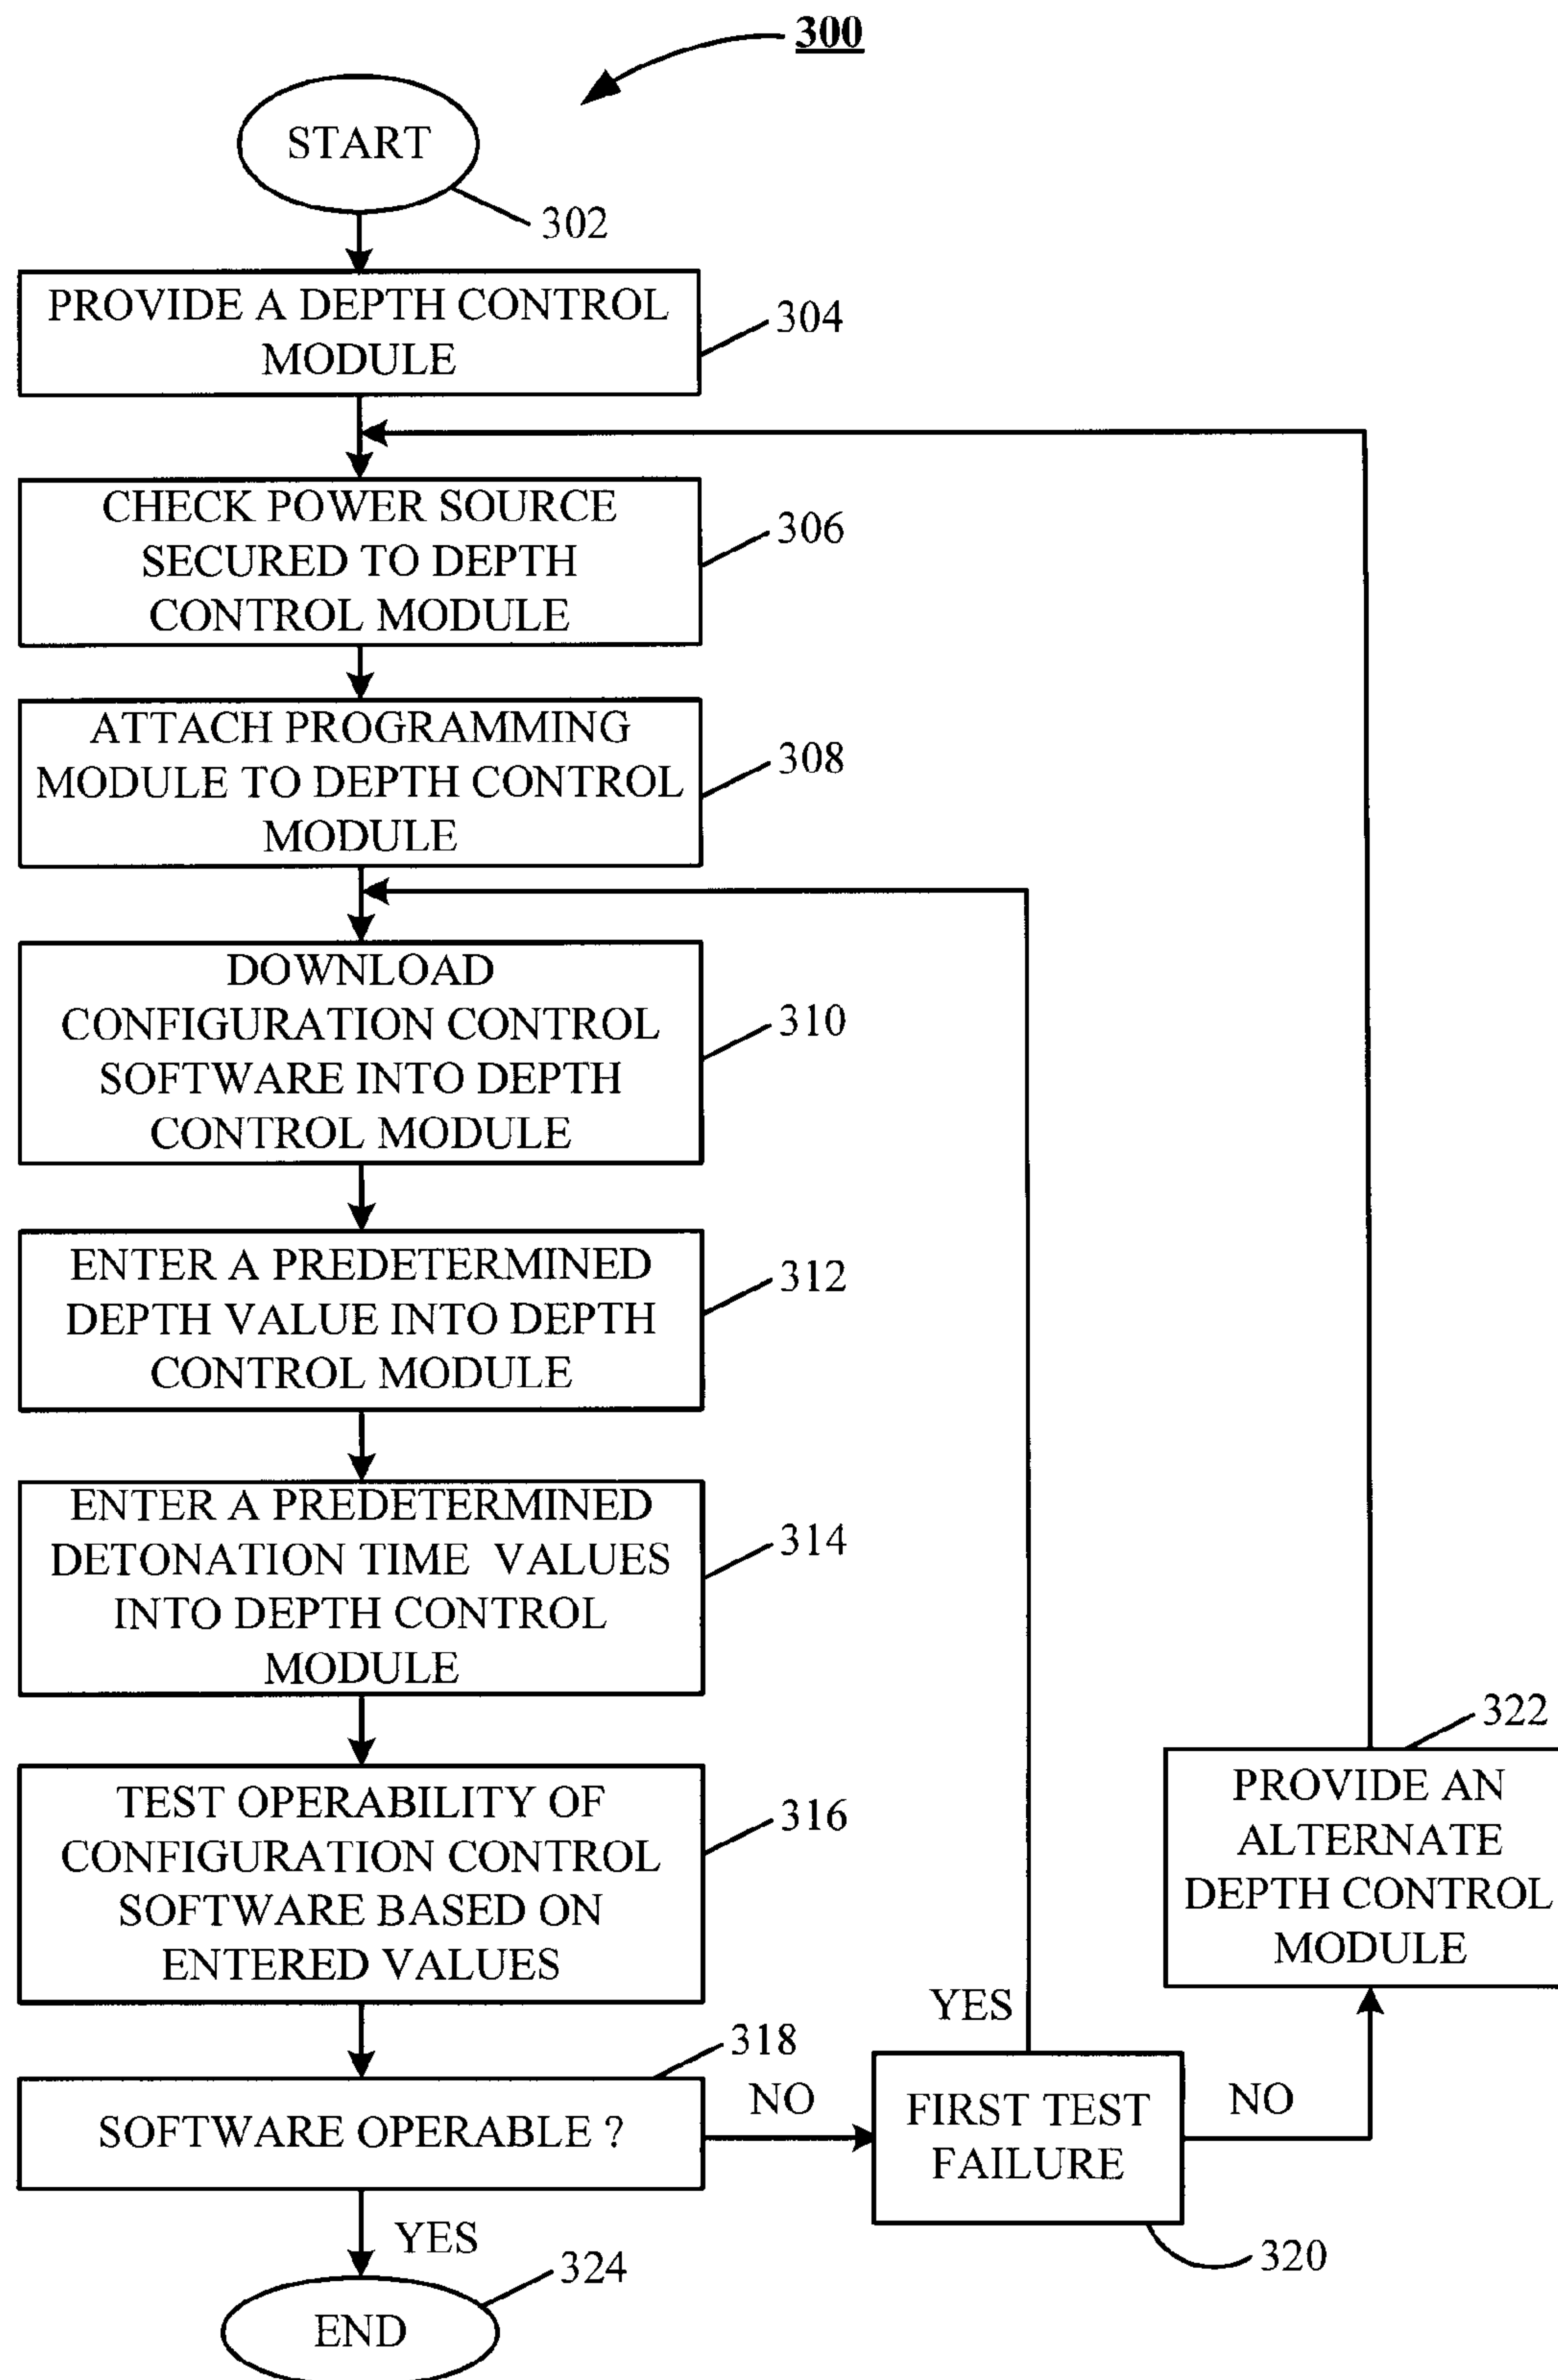 300
START
302
PROVIDE A DEPTH CONTROL
MODULE
304
CHECK POWER SOURCE
SECURED TO DEPTH
CONTROL MODULE
306
ATTACH PROGRAMMING
MODULE TO DEPTH CONTROL
MODULE
308
DOWNLOAD
CONFIGURATION CONTROL
SOFTWARE INTO DEPTH
CONTROL MODULE
310
ENTER A PREDETERMINED
DEPTH VALUE INTO DEPTH
CONTROL MODULE
312
ENTER A PREDETERMINED
DETONATION TIME VALUES
INTO DEPTH CONTROL
MODULE
314
TEST OPERABILITY OF
CONFIGURATION CONTROL
SOFTWARE BASED ON
ENTERED VALUES
316
SOFTWARE OPERABLE ?
318
NO
FIRST TEST
FAILURE
320
YES
NO
PROVIDE AN
ALTERNATE
DEPTH CONTROL
MODULE
322
YES
END
324